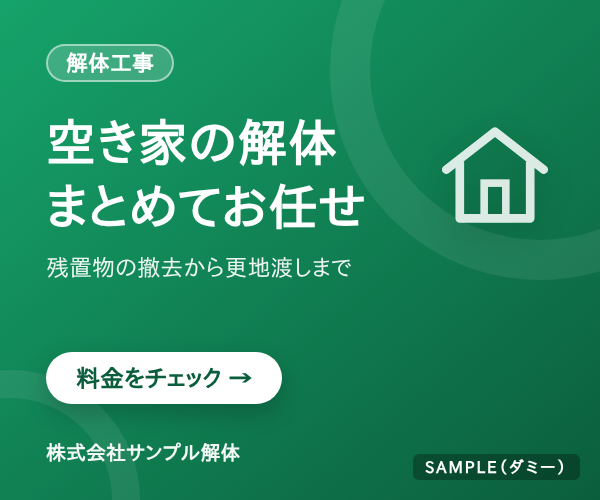 解体工事
空き家の解体
まとめてお任せ
残置物の撤去から更地渡しまで
料金をチェック →
株式会社サンプル解体
SAMPLE（ダミー）